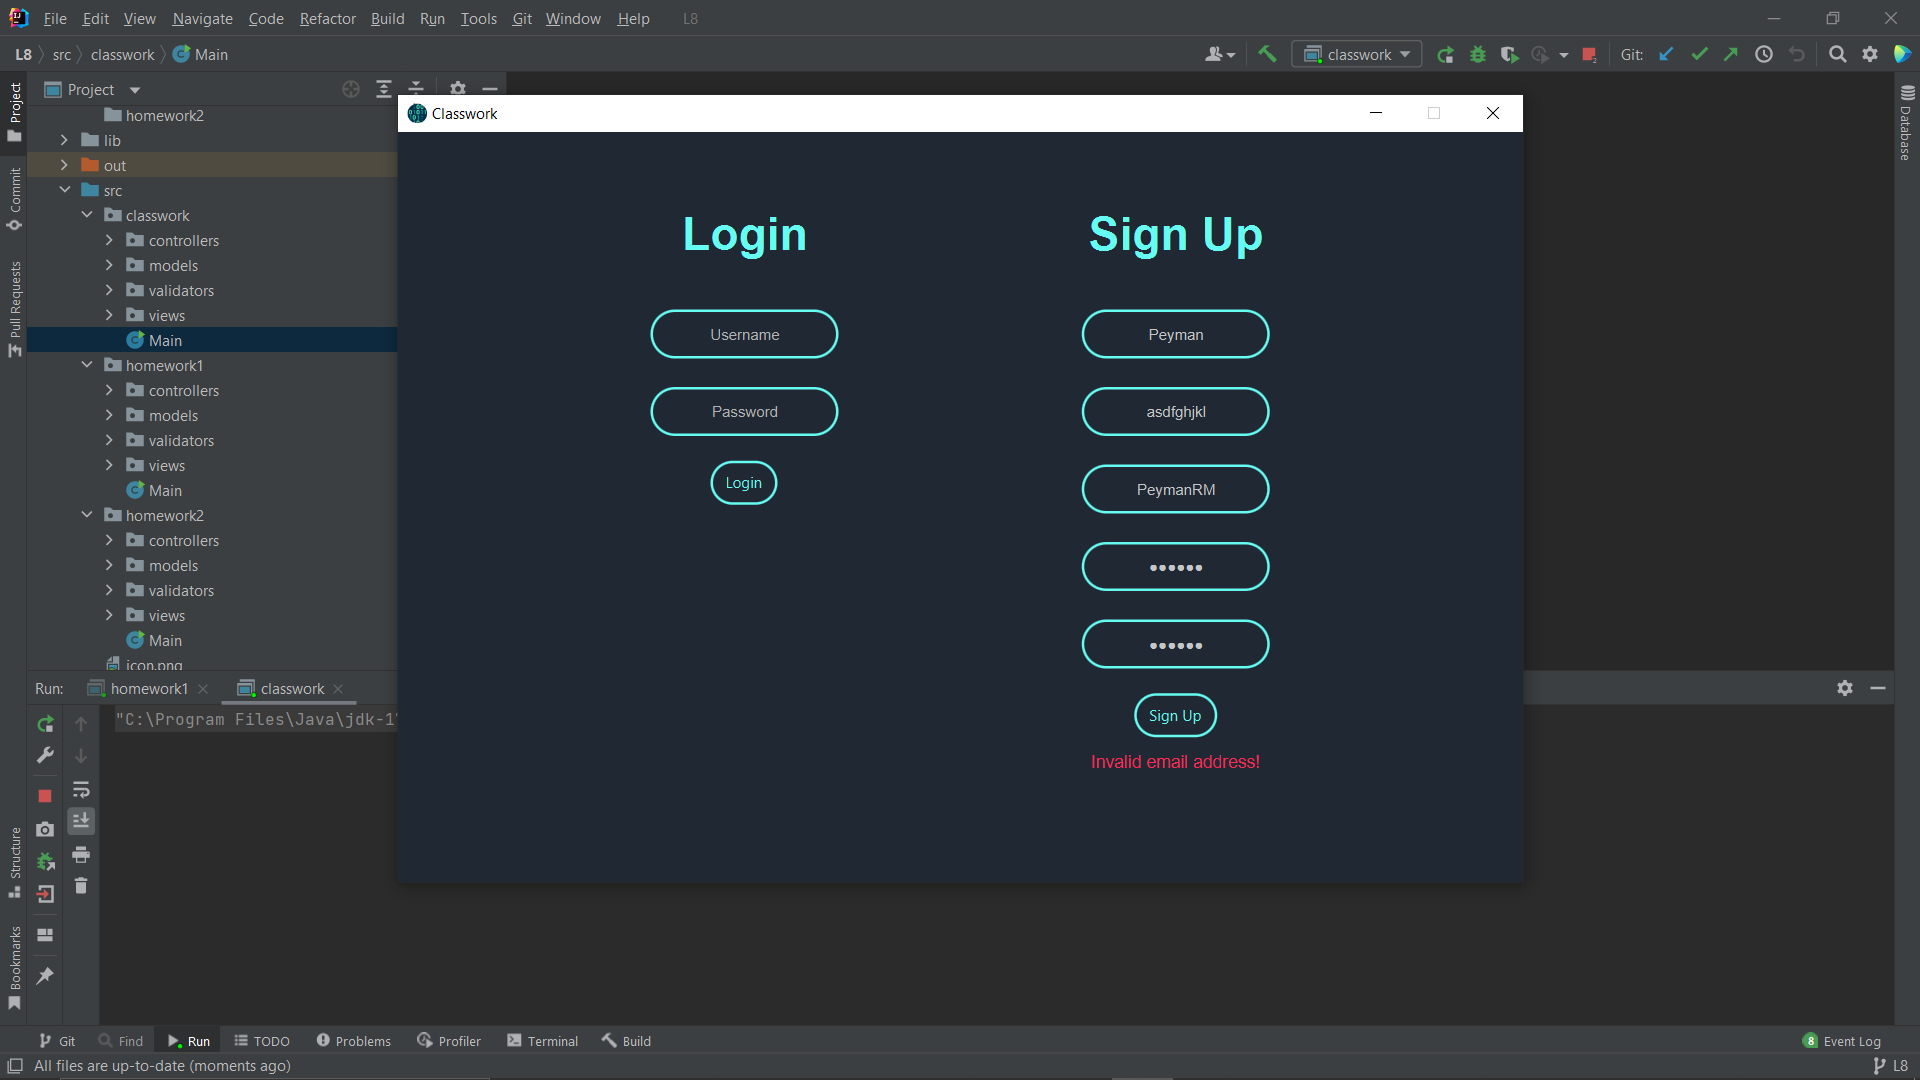 File Edit View Navigate Code Refactor Build Run Tools Git Window Help L8
L8 src classwork Main
classwork
Git:
Project
homework2
lib
out
src
classwork
controllers
models
validators
views
Main
homework1
controllers
models
validators
views
Main
homework2
controllers
models
validators
views
Main
icon.png
Project
Commit
Pull Requests
Structure
Bookmarks
Database
Classwork
Login
Username
Password
Login
Sign Up
Peyman
asdfghjkl
PeymanRM
••••••
••••••
Sign Up
Invalid email address!
Run: homework1 classwork
"C:\Program Files\Java\jdk-1
Git Find Run TODO Problems Profiler Terminal Build
8 Event Log
All files are up-to-date (moments ago)
L8